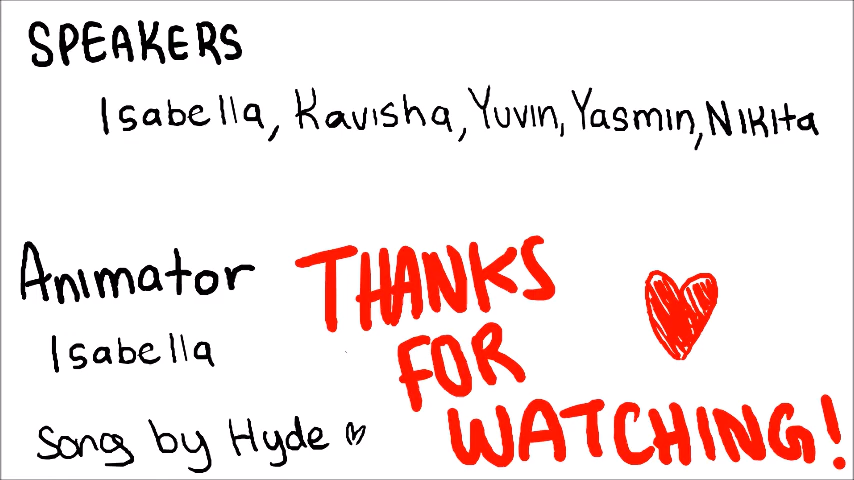 SPEAKERS
Isabella, Kavisha, Yuvin, Yasmin, Nikita
Animator
Isabella
Song by Hyde
THANKS
FOR
WATCHING!